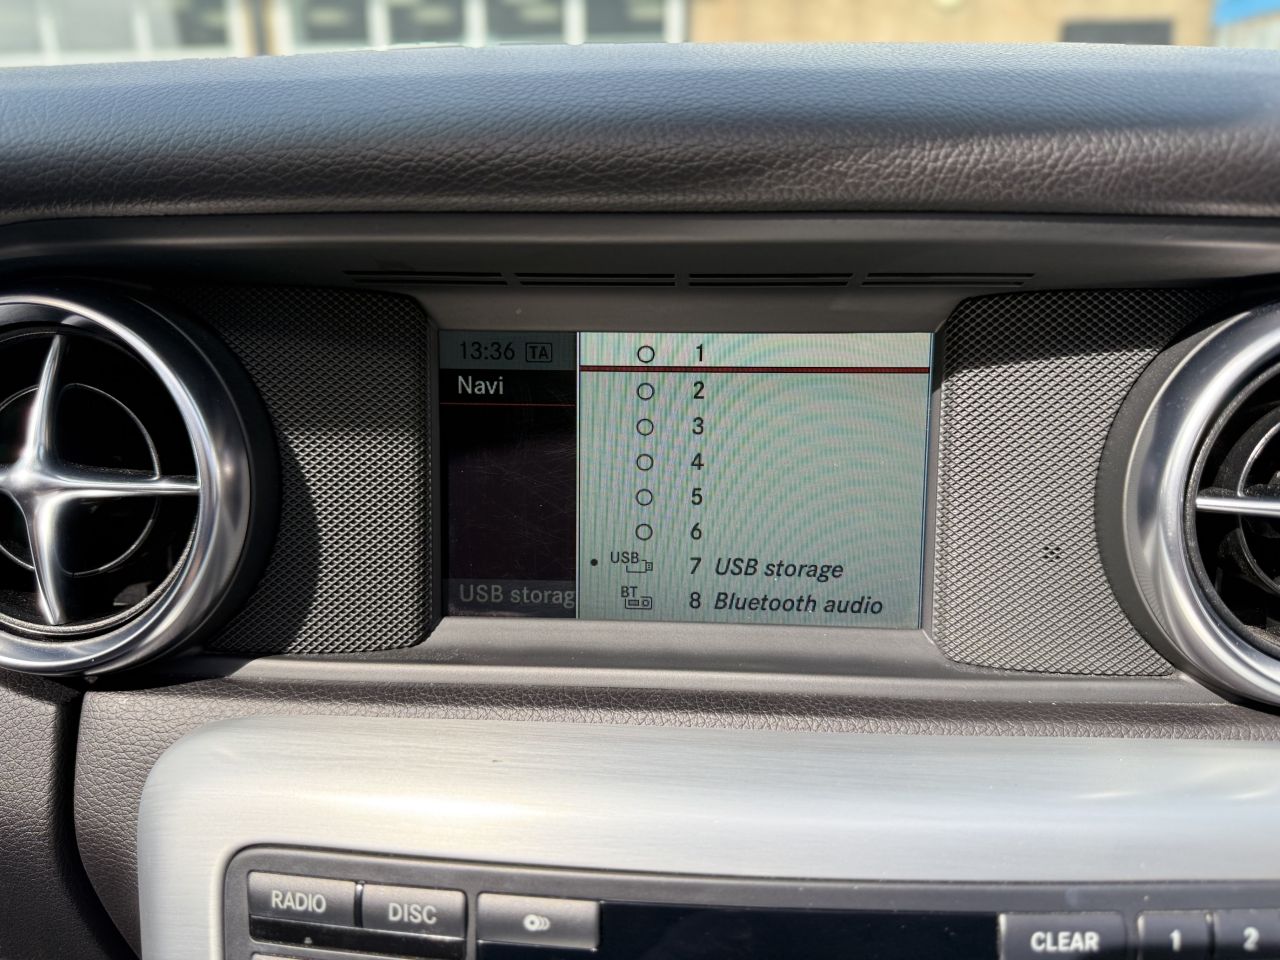 13:36 TA
Navi
1
2
3
4
5
6
USB 7 USB storage
BT 8 Bluetooth audio
USB storag
RADIO DISC CLEAR 1 2